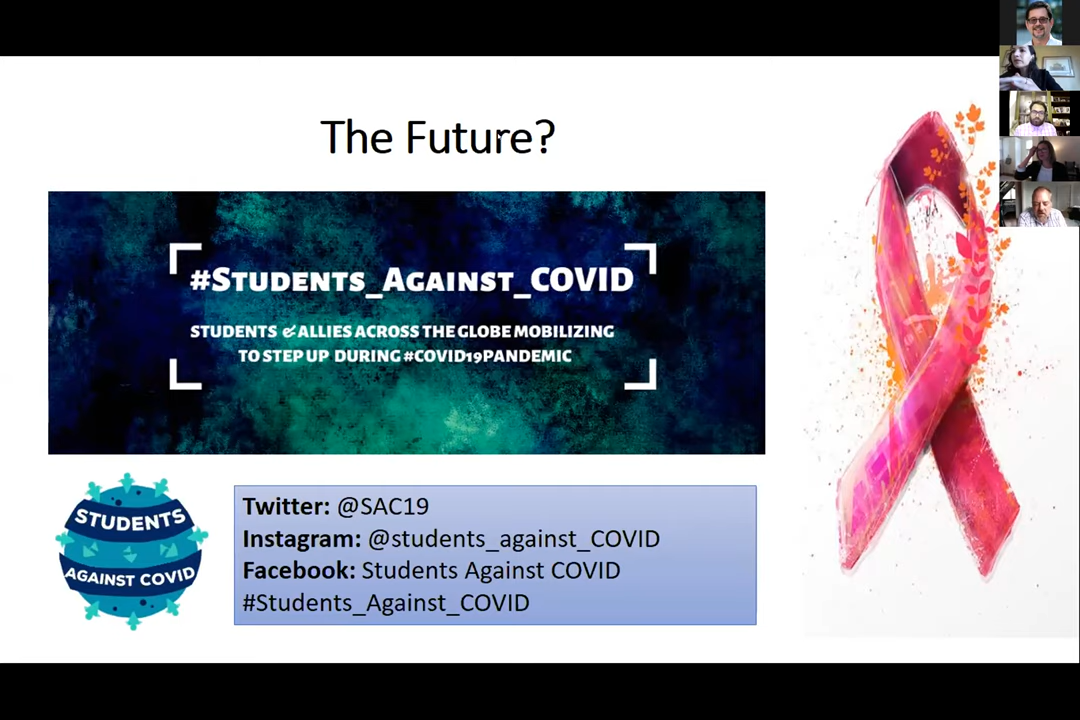 The Future?
#STUDENTS_AGAINST_COVID
STUDENTS & ALLIES ACROSS THE GLOBE MOBILIZING
TO STEP UP DURING #COVID19PANDEMIC
STUDENTS
AGAINST COVID
Twitter: @SAC19
Instagram: @students_against_COVID
Facebook: Students Against COVID
#Students_Against_COVID